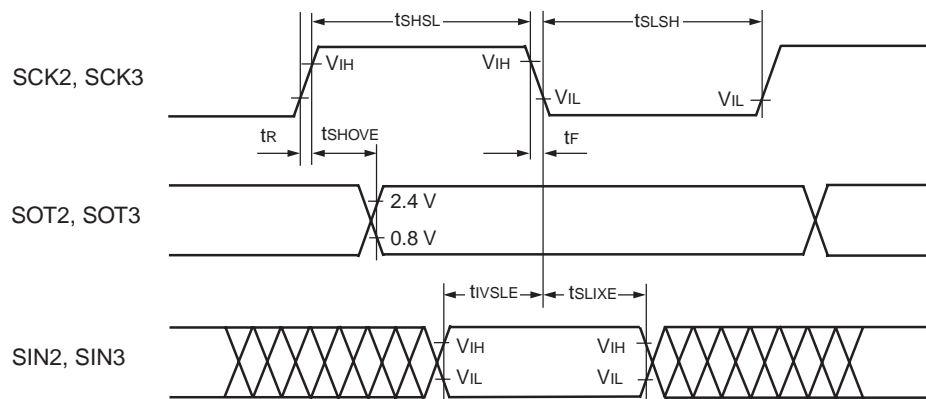 tSHSL tSLSH
SCK2, SCK3
VIH VIH
VIL VIL
tR tSHOVE tF
SOT2, SOT3
2.4 V
0.8 V
tIVSLE tSLIXE
SIN2, SIN3
VIH VIH
VIL VIL